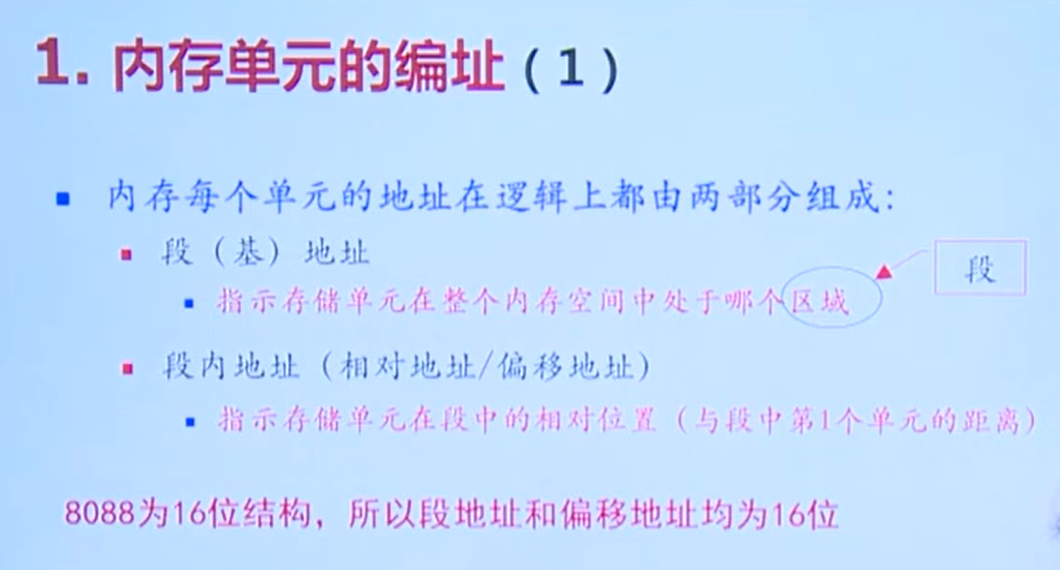 1. 内存单元的编址（1）
内存每个单元的地址在逻辑上都由两部分组成：
段（基）地址
段
指示存储单元在整个内存空间中处于哪个区域
段内地址（相对地址/偏移地址）
指示存储单元在段中的相对位置（与段中第1个单元的距离）
8088为16位结构，所以段地址和偏移地址均为16位